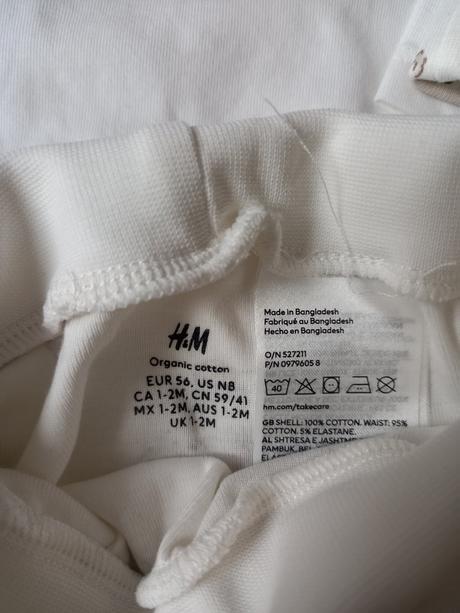 H&M
Organic cotton
EUR 56, US NB
CA 1-2M, CN 59/41
MX 1-2M, AUS 1-2M
UK 1-2M
Made in Bangladesh
Fabriqué au Bangladesh
Hecho en Bangladesh
O/N 527211
P/N 0979605 8
40
hm.com/takecare
GB SHELL: 100% COTTON. WAIST: 95%
COTTON. 5% ELASTANE.
AL SHTRESA E JASHTME
PAMBUK. BEL